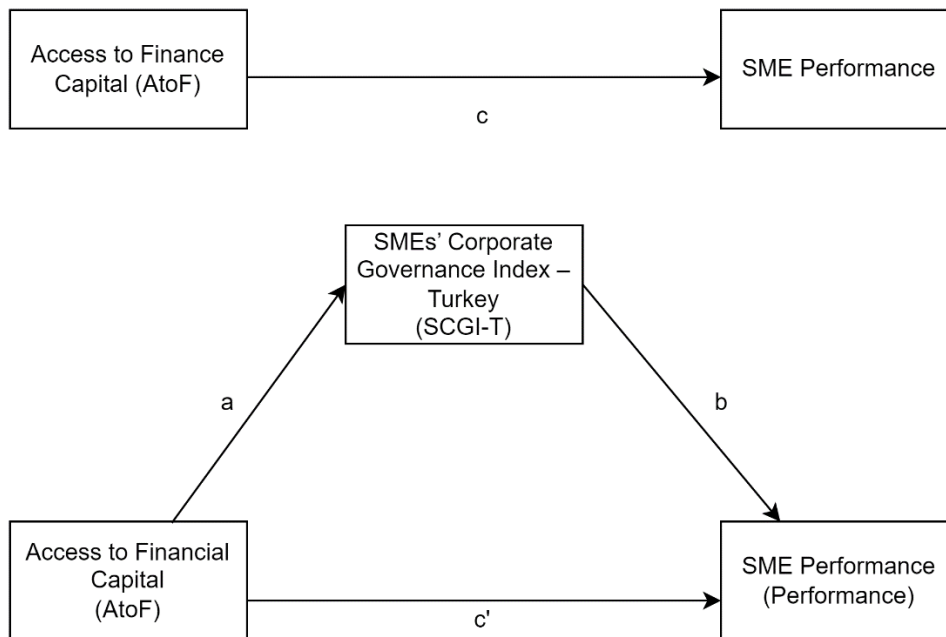 Access to Finance
Capital (AtoF)
SME Performance
c
SMEs’ Corporate
Governance Index –
Turkey
(SCGI-T)
a
b
Access to Financial
Capital
(AtoF)
SME Performance
(Performance)
c'